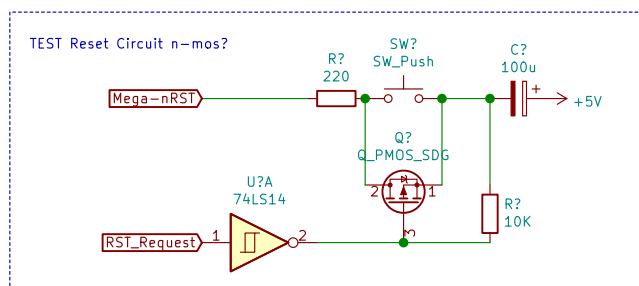 TEST Reset Circuit n-mos?
SW?
SW_Push
C?
100u
R?
220
Mega-nRST
+
+5V
Q?
Q_PMOS_SDG
2
1
U?A
74LS14
R?
10K
3
RST_Request
1
2